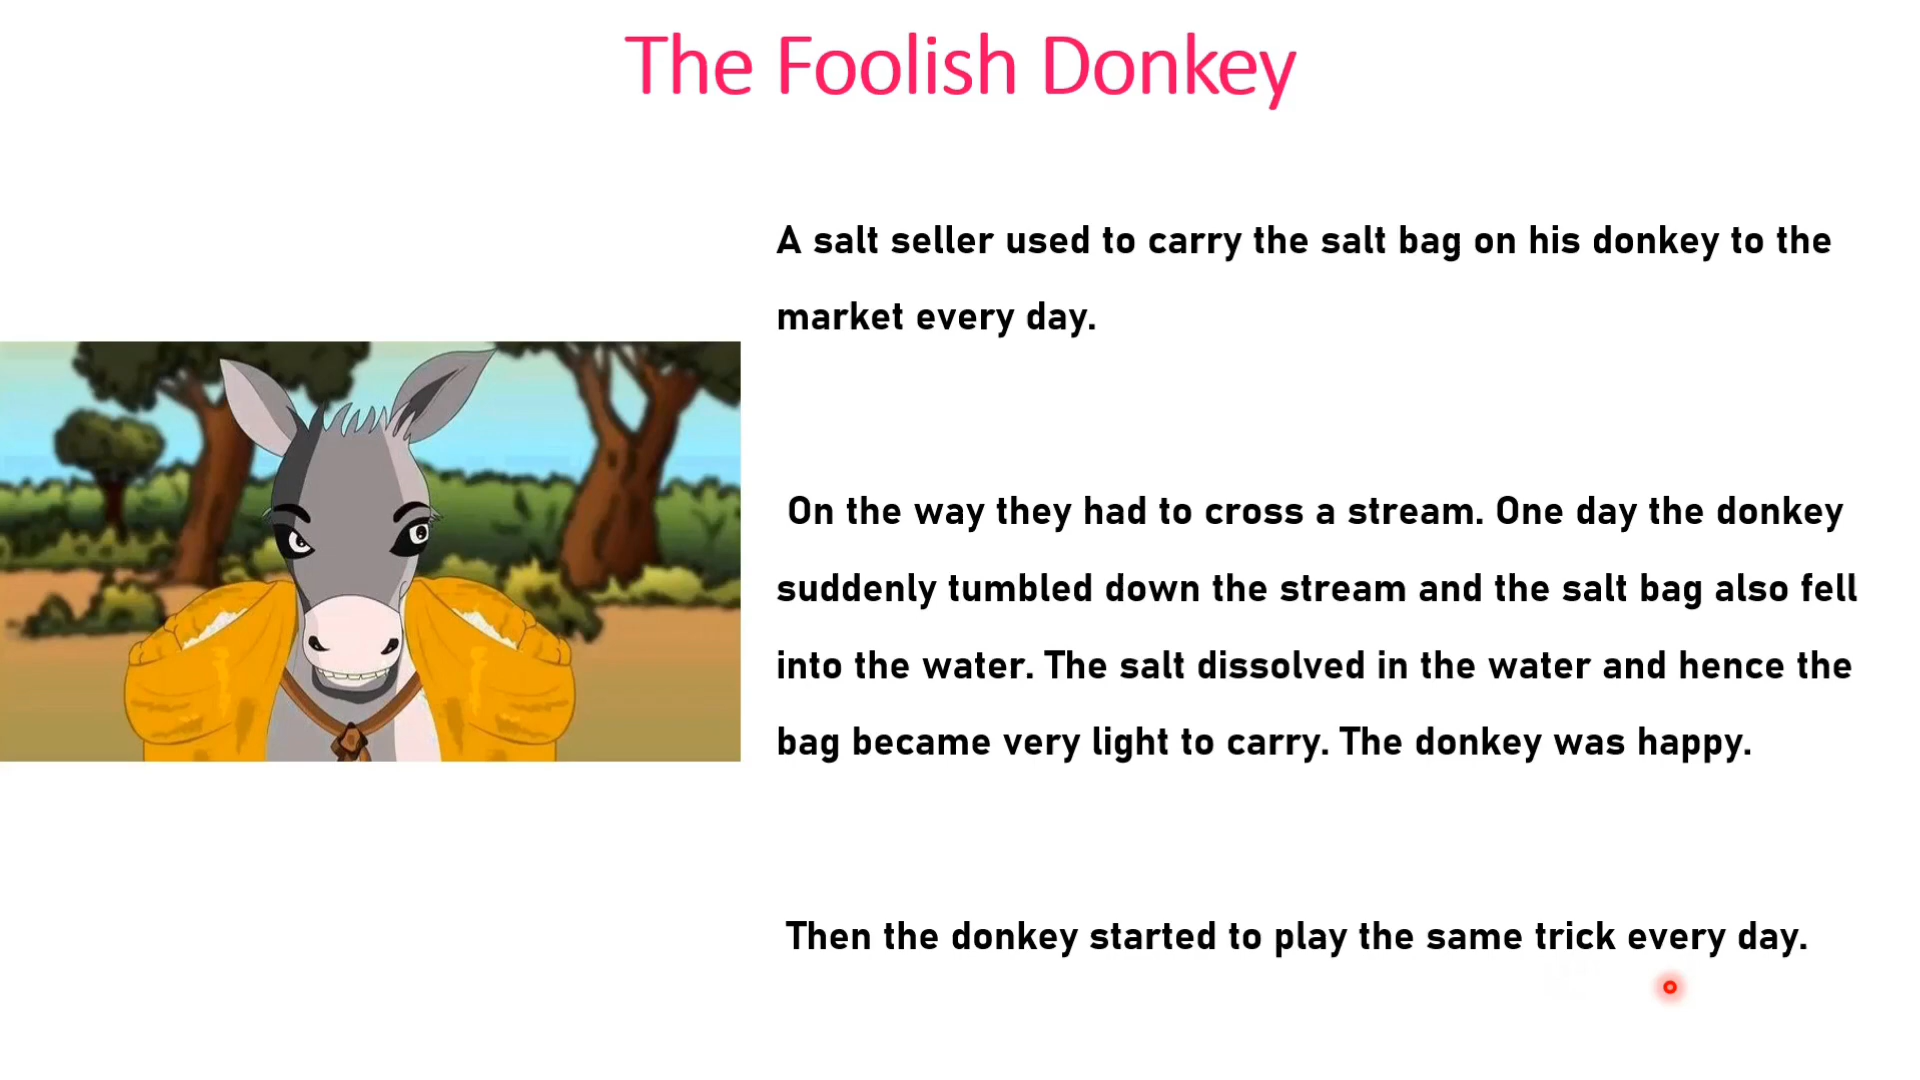 The Foolish Donkey
A salt seller used to carry the salt bag on his donkey to the
market every day.
On the way they had to cross a stream. One day the donkey
suddenly tumbled down the stream and the salt bag also fell
into the water. The salt dissolved in the water and hence the
bag became very light to carry. The donkey was happy.
Then the donkey started to play the same trick every day.